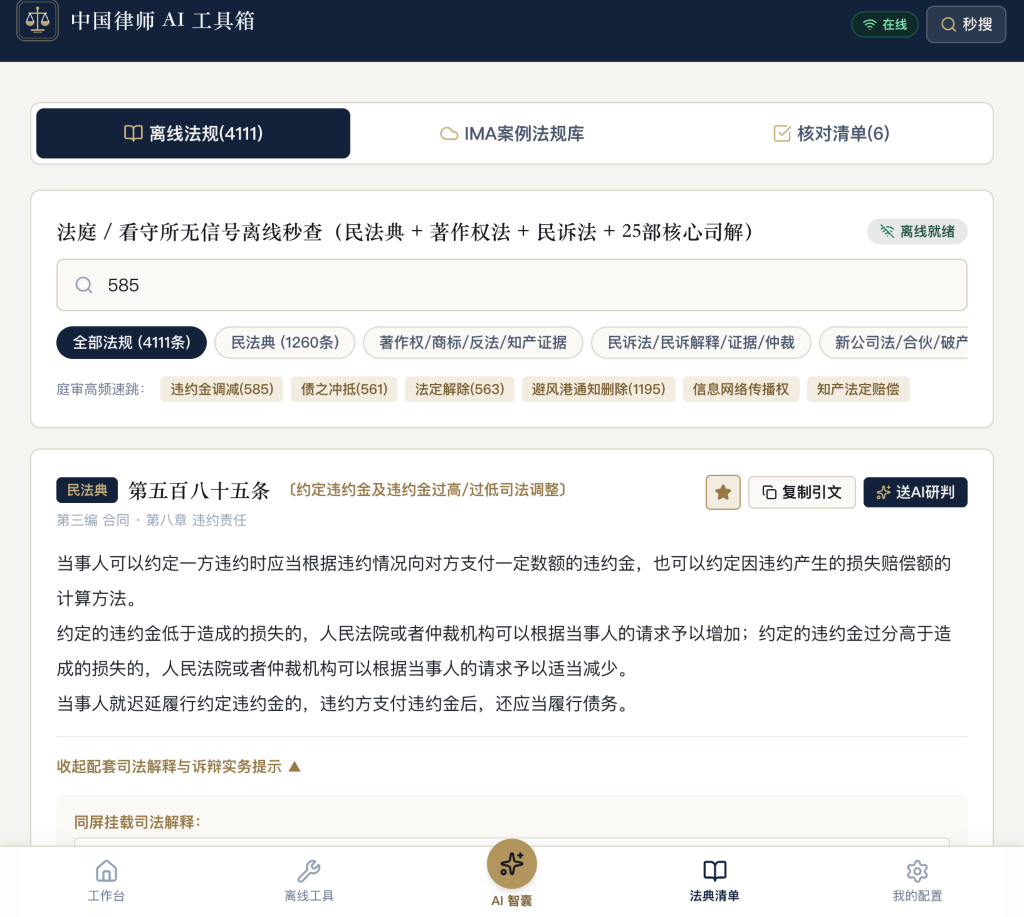 中国律师 AI 工具箱
在线
秒搜
离线法规(4111)
IMA案例法规库
核对清单(6)
法庭 / 看守所无信号离线秒查（民法典 + 著作权法 + 民诉法 + 25部核心司解）
离线就绪
585
全部法规 (4111条)
民法典 (1260条)
著作权/商标/反法/知产证据
民诉法/民诉解释/证据/仲裁
新公司法/合伙/破产
庭审高频速跳：
违约金调减(585)
债之冲抵(561)
法定解除(563)
避风港通知删除(1195)
信息网络传播权
知产法定赔偿
民法典
第五百八十五条
〔约定违约金及违约金过高/过低司法调整〕
复制引文
送AI研判
第三编 合同 · 第八章 违约责任
当事人可以约定一方违约时应当根据违约情况向对方支付一定数额的违约金，也可以约定因违约产生的损失赔偿额的
计算方法。
约定的违约金低于造成的损失的，人民法院或者仲裁机构可以根据当事人的请求予以增加；约定的违约金过分高于造
成的损失的，人民法院或者仲裁机构可以根据当事人的请求予以适当减少。
当事人就迟延履行约定违约金的，违约方支付违约金后，还应当履行债务。
收起配套司法解释与诉辩实务提示 ▲
同屏挂载司法解释：
工作台
离线工具
AI 智囊
法典清单
我的配置